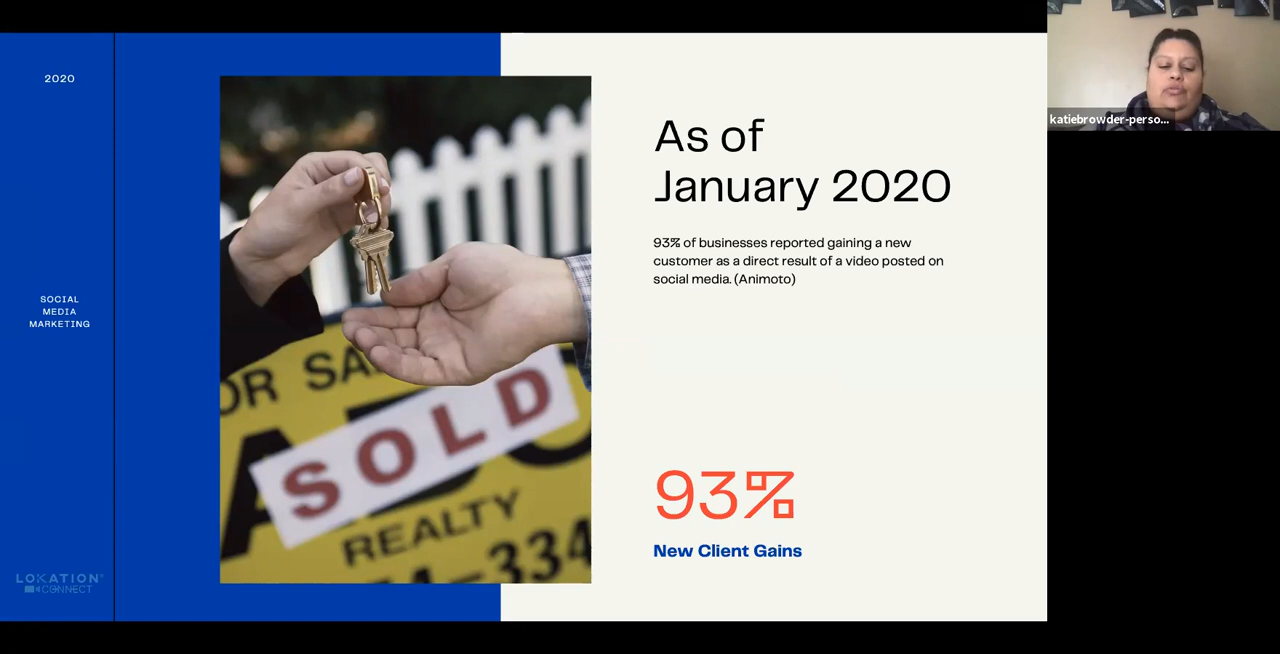 2020
SOCIAL
MEDIA
MARKETING
LOKATION®
CONNECT
OR SA
SOLD
REALTY
-334
As of
January 2020
93% of businesses reported gaining a new
customer as a direct result of a video posted on
social media. (Animoto)
93%
New Client Gains
katiebrowder-perso...